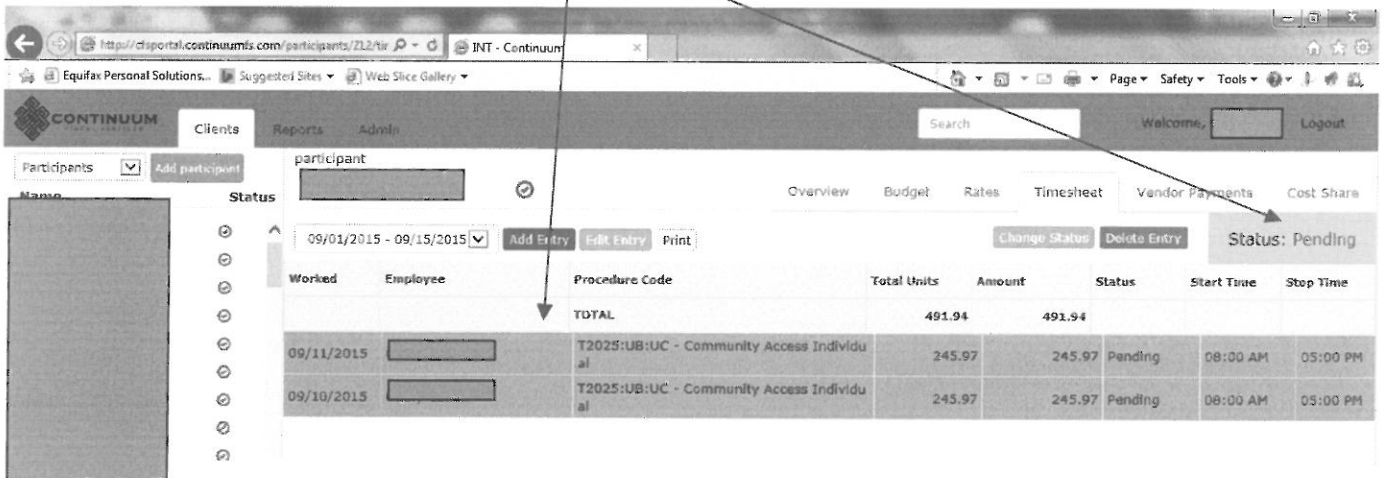 http://clsportal.continuumfs.com/participants/ZL2/tir
INT - Continuum
Equifax Personal Solutions...
Suggested Sites
Web Slice Gallery
Page
Safety
Tools
CONTINUUM
Clients
Reports
Admin
Search
Welcome,
Logout
Participants
Add participant
participant
Name
Status
Overview
Budget
Rates
Timesheet
Vendor Payments
Cost Share
09/01/2015 - 09/15/2015
Add Entry
Edit Entry
Print
Change Status
Delete Entry
Status: Pending
Worked Employee Procedure Code Total Units Amount Status Start Time Stop Time
TOTAL 491.94 491.94
09/11/2015 T2025:UB:UC - Community Access Individu 245.97 245.97 Pending 08:00 AM 05:00 PM
al
09/10/2015 T2025:UB:UC - Community Access Individu 245.97 245.97 Pending 08:00 AM 05:00 PM
al